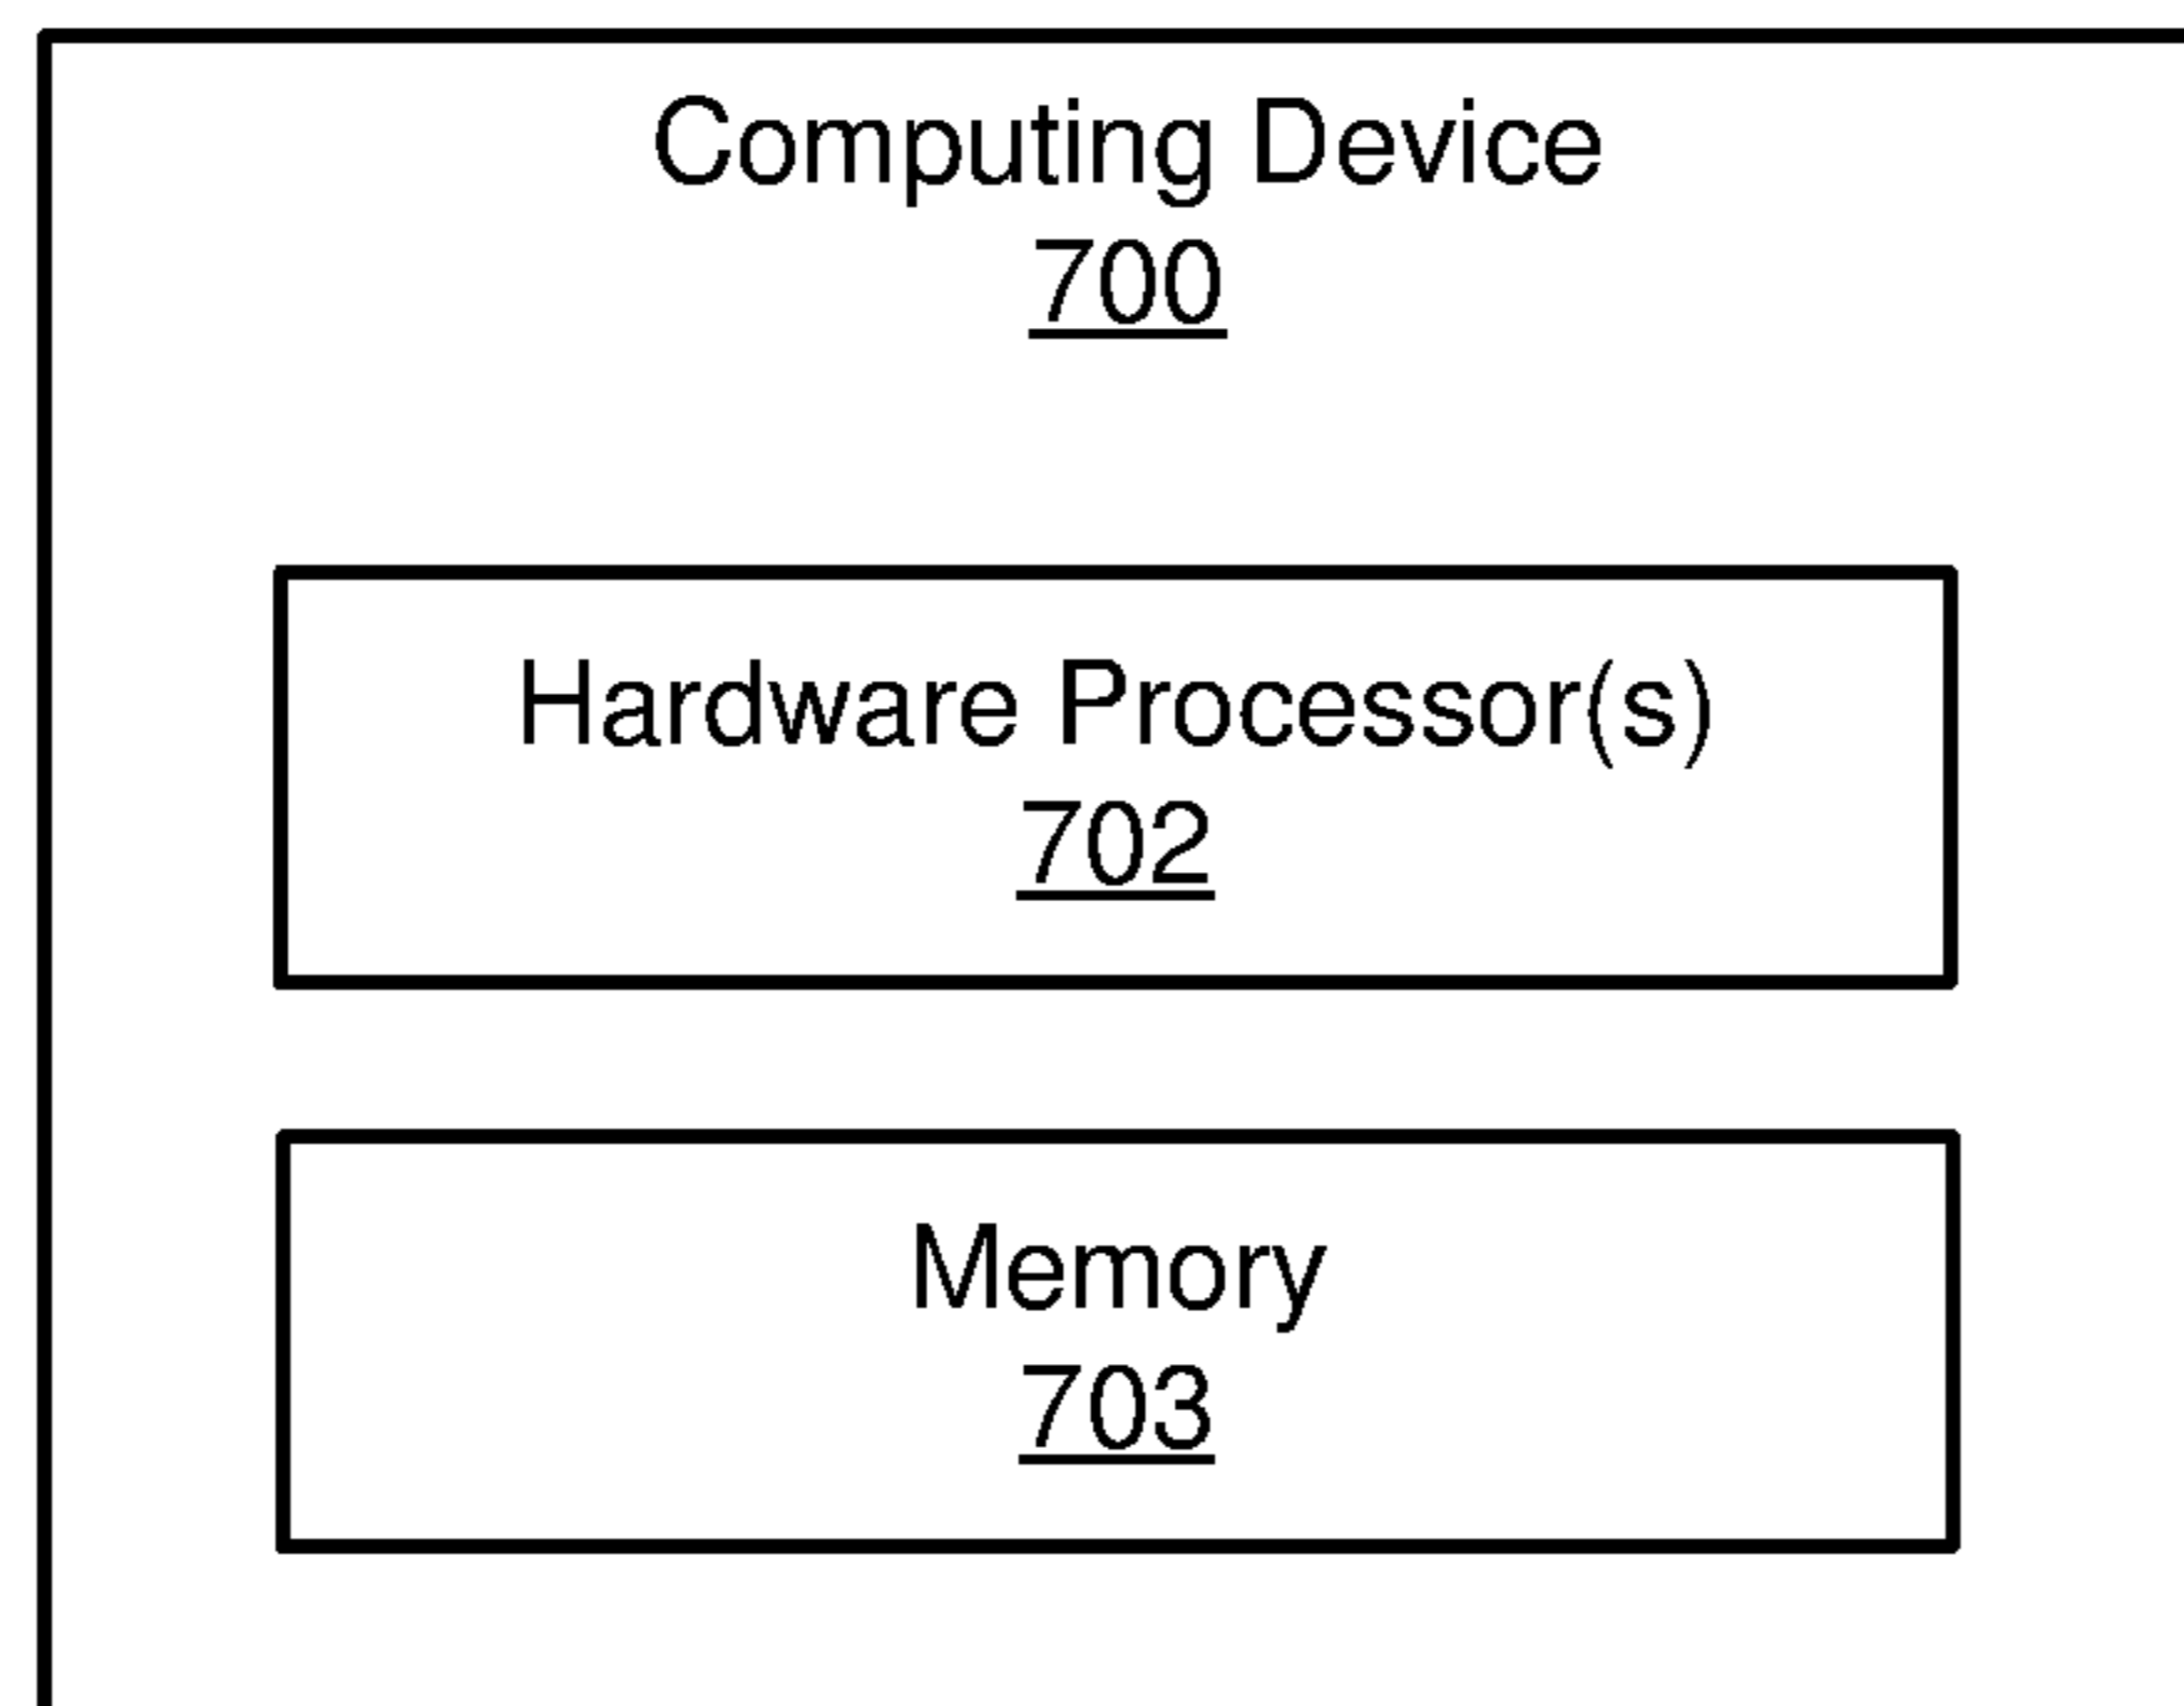 Computing Device
700
Hardware Processor(s)
702
Memory
703